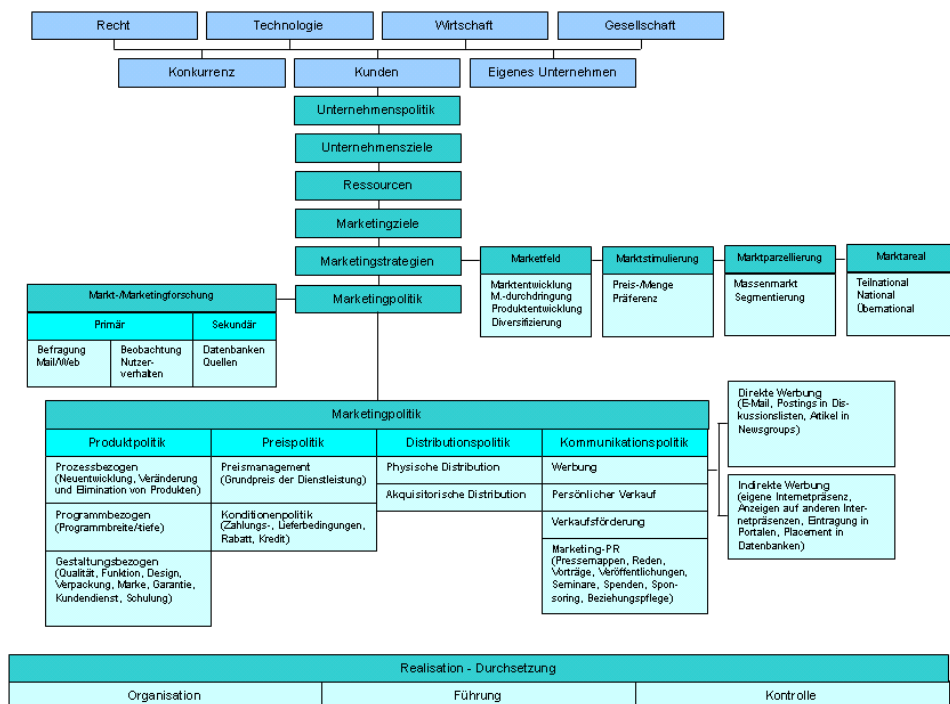 Recht
Technologie
Wirtschaft
Gesellschaft
Konkurrenz
Kunden
Eigenes Unternehmen
Unternehmenspolitik
Unternehmensziele
Ressourcen
Marketingziele
Marketingstrategien
Marketfeld
Marktentwicklung
M.-durchdringung
Produktentwicklung
Diversifizierung
Marktstimulierung
Preis-/Menge
Präferenz
Marktparzellierung
Massenmarkt
Segmentierung
Marktareal
Teilnational
National
Übernational
Marketingpolitik
Markt-/Marketingforschung
Primär
Sekundär
Befragung
Mail/Web
Beobachtung
Nutzer-
verhalten
Datenbanken
Quellen
Marketingpolitik
Produktpolitik
Prozessbezogen
(Neuentwicklung, Veränderung
und Elimination von Produkten)
Programmbezogen
(Programmbreite/tiefe)
Gestaltungsbezogen
(Qualität, Funktion, Design,
Verpackung, Marke, Garantie,
Kundendienst, Schulung)
Preispolitik
Preismanagement
(Grundpreis der Dienstleistung)
Konditionenpolitik
(Zahlungs-, Lieferbedingungen,
Rabatt, Kredit)
Distributionspolitik
Physische Distribution
Akquisitorische Distribution
Kommunikationspolitik
Werbung
Persönlicher Verkauf
Verkaufsförderung
Marketing-PR
(Pressemappen, Reden,
Vorträge, Veröffentlichungen,
Seminare, Spenden, Spon-
soring, Beziehungspflege)
Direkte Werbung
(E-Mail, Postings in Dis-
kussionslisten, Artikel in
Newsgroups)
Indirekte Werbung
(eigene Internetpräsenz,
Anzeigen auf anderen Inter-
netpräsenzen, Eintragung in
Portalen, Placement in
Datenbanken)
Realisation - Durchsetzung
Organisation
Führung
Kontrolle